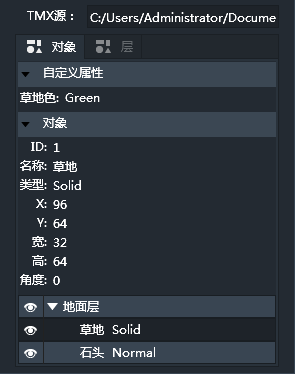 TMX源： C:/Users/Administrator/Docume
对象 层
自定义属性
草地色: Green
对象
ID: 1
名称: 草地
类型: Solid
X: 96
Y: 64
宽: 32
高: 64
角度: 0
地面层
草地 Solid
石头 Normal